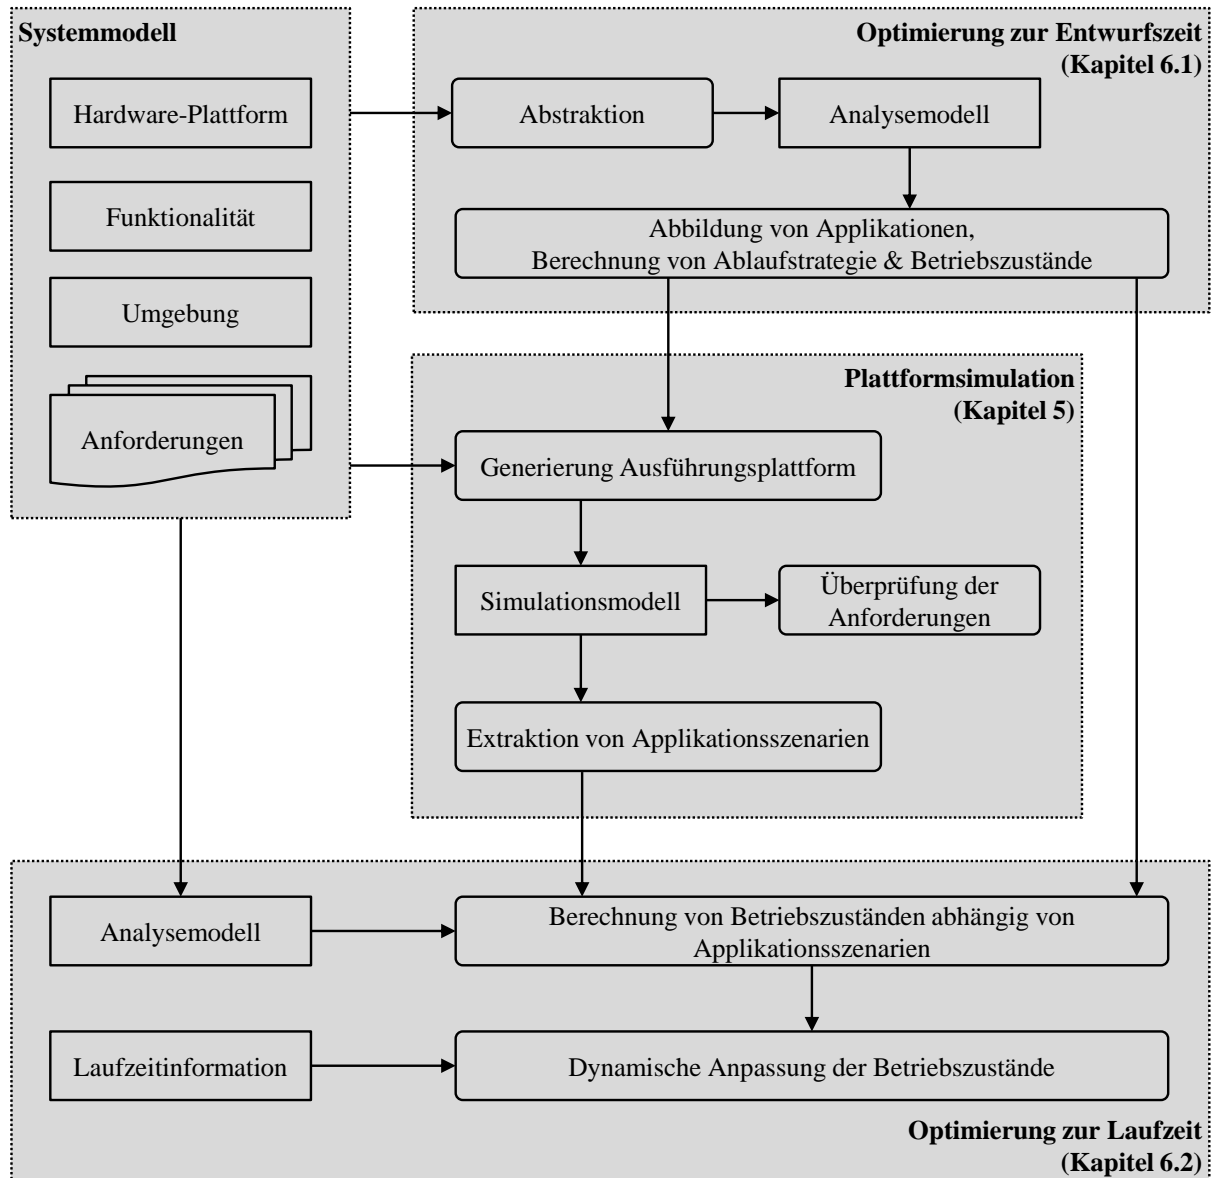 Systemmodell
Hardware-Plattform
Funktionalität
Umgebung
Anforderungen
Optimierung zur Entwurfszeit
(Kapitel 6.1)
Abstraktion
Analysemodell
Abbildung von Applikationen,
Berechnung von Ablaufstrategie & Betriebszustände
Plattformsimulation
(Kapitel 5)
Generierung Ausführungsplattform
Simulationsmodell
Überprüfung der
Anforderungen
Extraktion von Applikationsszenarien
Analysemodell
Berechnung von Betriebszuständen abhängig von
Applikationsszenarien
Laufzeitinformation
Dynamische Anpassung der Betriebszustände
Optimierung zur Laufzeit
(Kapitel 6.2)